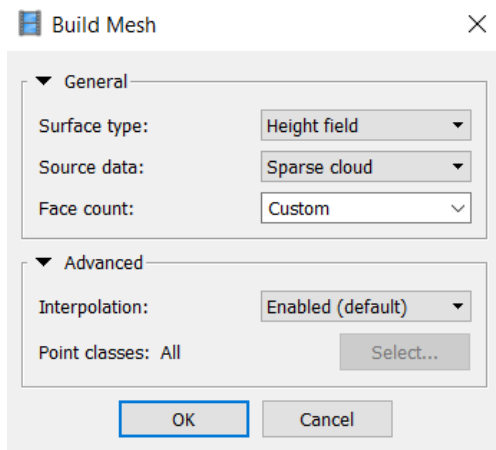 Build Mesh
General
Surface type: Height field
Source data: Sparse cloud
Face count: Custom
Advanced
Interpolation: Enabled (default)
Point classes: All Select...
OK Cancel